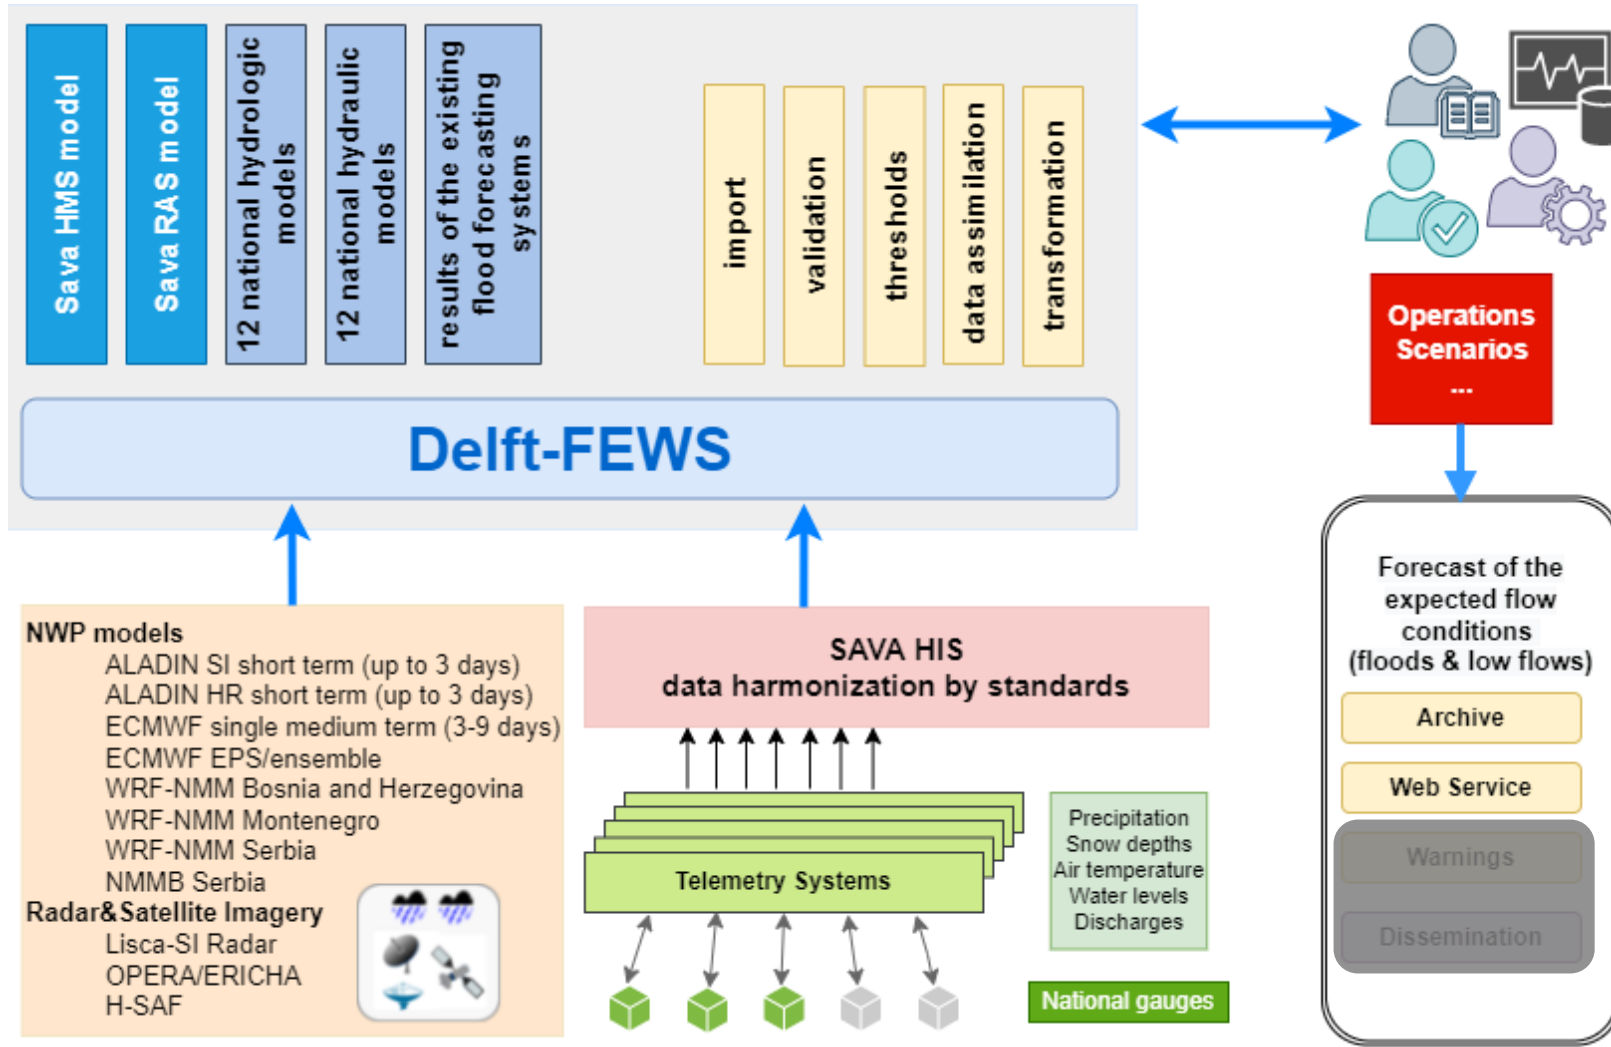 Sava HMS model
Sava RAS model
12 national hydrologic
models
12 national hydraulic
models
results of the existing
flood forecasting
systems
import
validation
thresholds
data assimilation
transformation
Delft-FEWS
Operations
Scenarios
...
NWP models
ALADIN SI short term (up to 3 days)
ALADIN HR short term (up to 3 days)
ECMWF single medium term (3-9 days)
ECMWF EPS/ensemble
WRF-NMM Bosnia and Herzegovina
WRF-NMM Montenegro
WRF-NMM Serbia
NMMB Serbia
Radar&Satellite Imagery
Lisca-SI Radar
OPERA/ERICHA
H-SAF
SAVA HIS
data harmonization by standards
Telemetry Systems
Precipitation
Snow depths
Air temperature
Water levels
Discharges
National gauges
Forecast of the
expected flow
conditions
(floods & low flows)
Archive
Web Service
Warnings
Dissemination